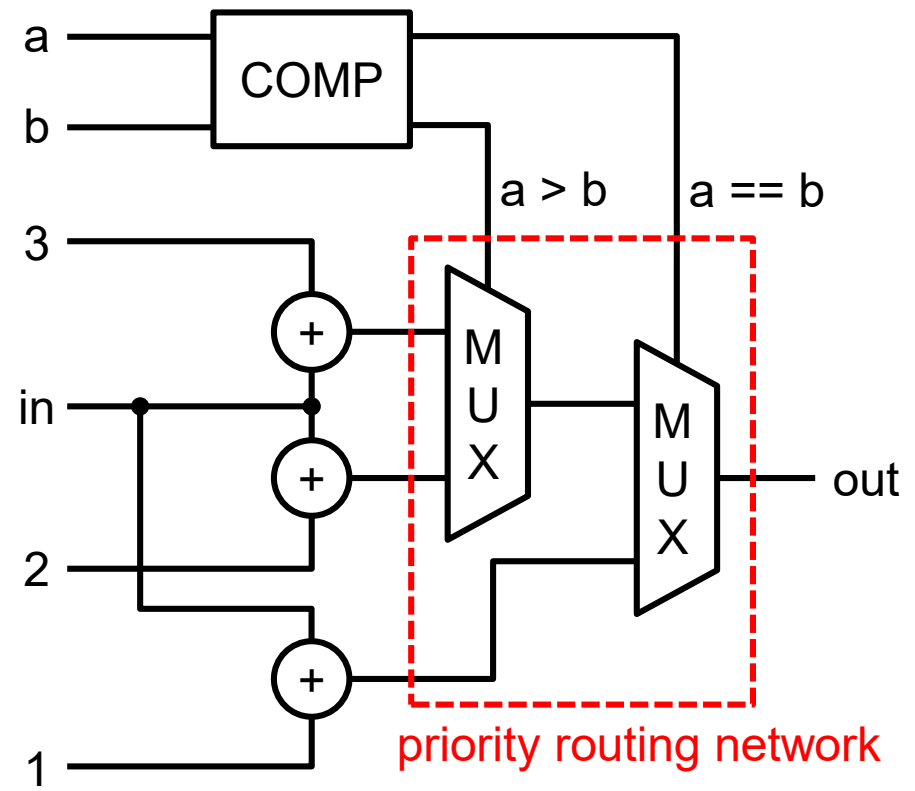 a
COMP
b
a > b
a == b
3
+
M
U
X
in
M
U
X
+
out
2
+
priority routing network
1